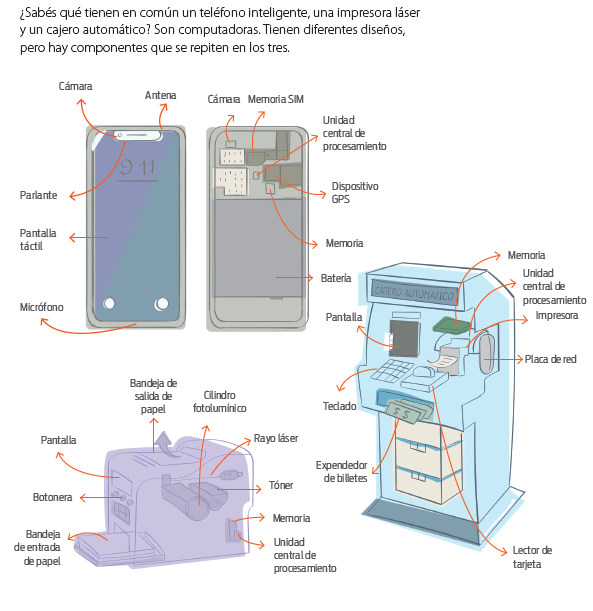 ¿Sabés qué tienen en común un teléfono inteligente, una impresora láser
y un cajero automático? Son computadoras. Tienen diferentes diseños,
pero hay componentes que se repiten en los tres.
Cámara
Antena
9:11
Parlante
Pantalla
táctil
Micrófono
Cámara
Memoria SIM
Unidad
central de
procesamiento
Dispositivo
GPS
Memoria
Batería
Memoria
Unidad
central de
procesamiento
Impresora
CAJERO AUTOMATICO
Pantalla
Placa de red
Teclado
$ $
Expendedor
de billetes
Lector de
tarjeta
Bandeja de
salida de
papel
Cilindro
fotolumínico
Rayo láser
Pantalla
Tóner
Botonera
Memoria
Bandeja
de entrada
de papel
Unidad
central de
procesamiento